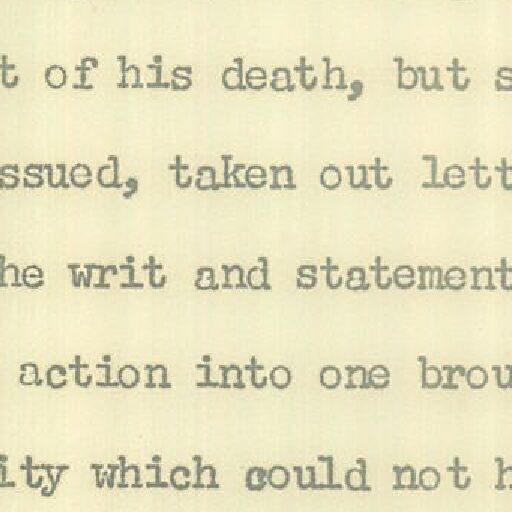 t of his death, but s
ssued, taken out lett
he writ and statement
action into one brou
ity which could not h